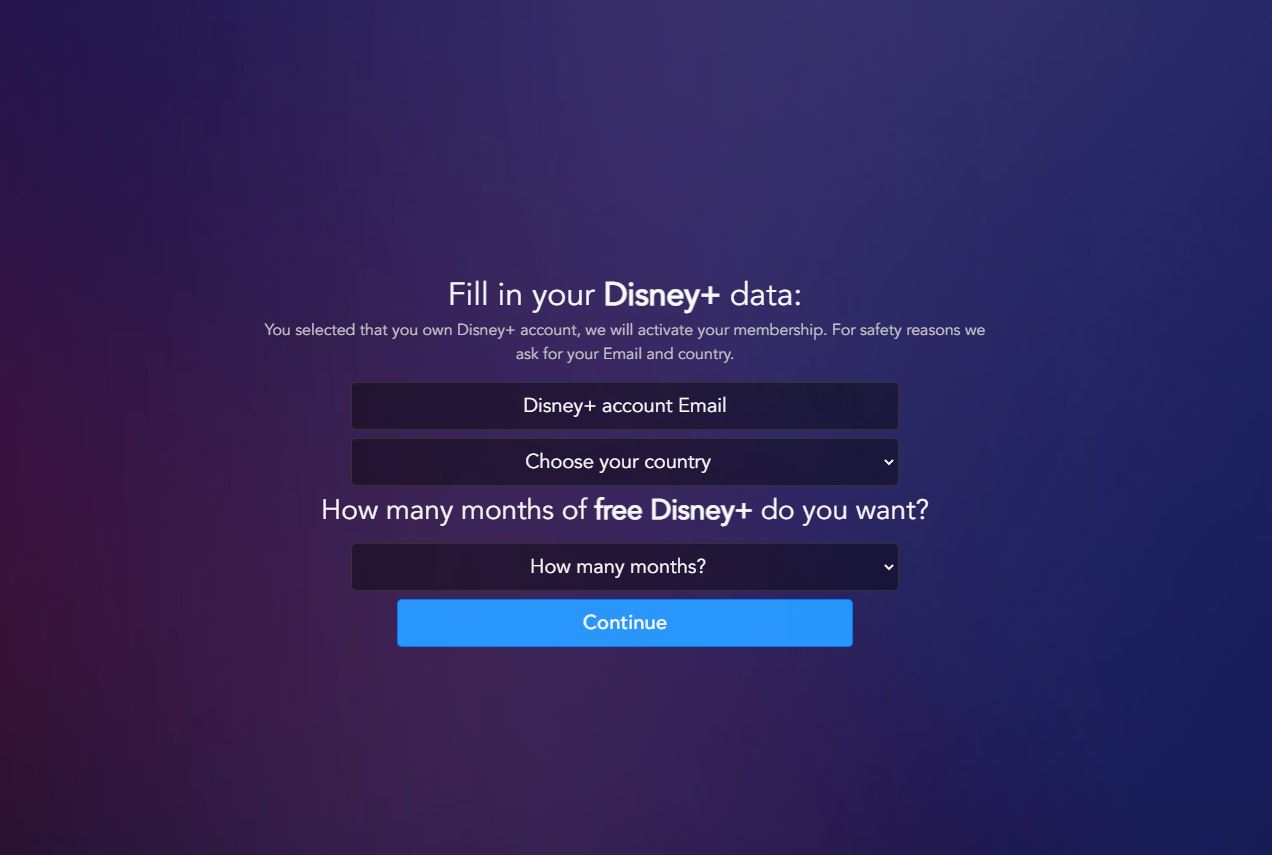 Fill in your Disney+ data:
You selected that you own Disney+ account, we will activate your membership. For safety reasons we
ask for your Email and country.
Disney+ account Email
Choose your country
How many months of free Disney+ do you want?
How many months?
Continue